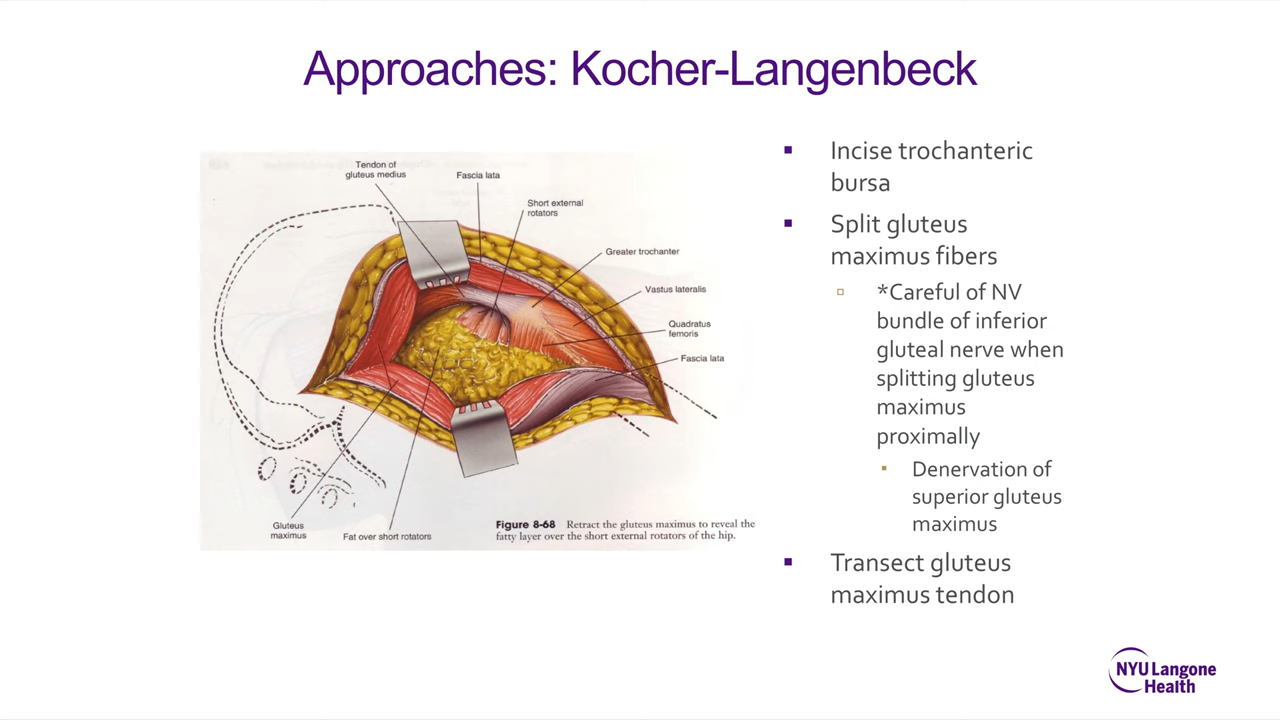 Approaches: Kocher-Langenbeck
Tendon of
gluteus medius
Fascia lata
Short external
rotators
Greater trochanter
Vastus lateralis
Quadratus
femoris
Fascia lata
Gluteus
maximus
Fat over short rotators
Figure 8-68 Retract the gluteus maximus to reveal the
fatty layer over the short external rotators of the hip.
Incise trochanteric
bursa
Split gluteus
maximus fibers
*Careful of NV
bundle of inferior
gluteal nerve when
splitting gluteus
maximus
proximally
Denervation of
superior gluteus
maximus
Transect gluteus
maximus tendon
NYU Langone
Health